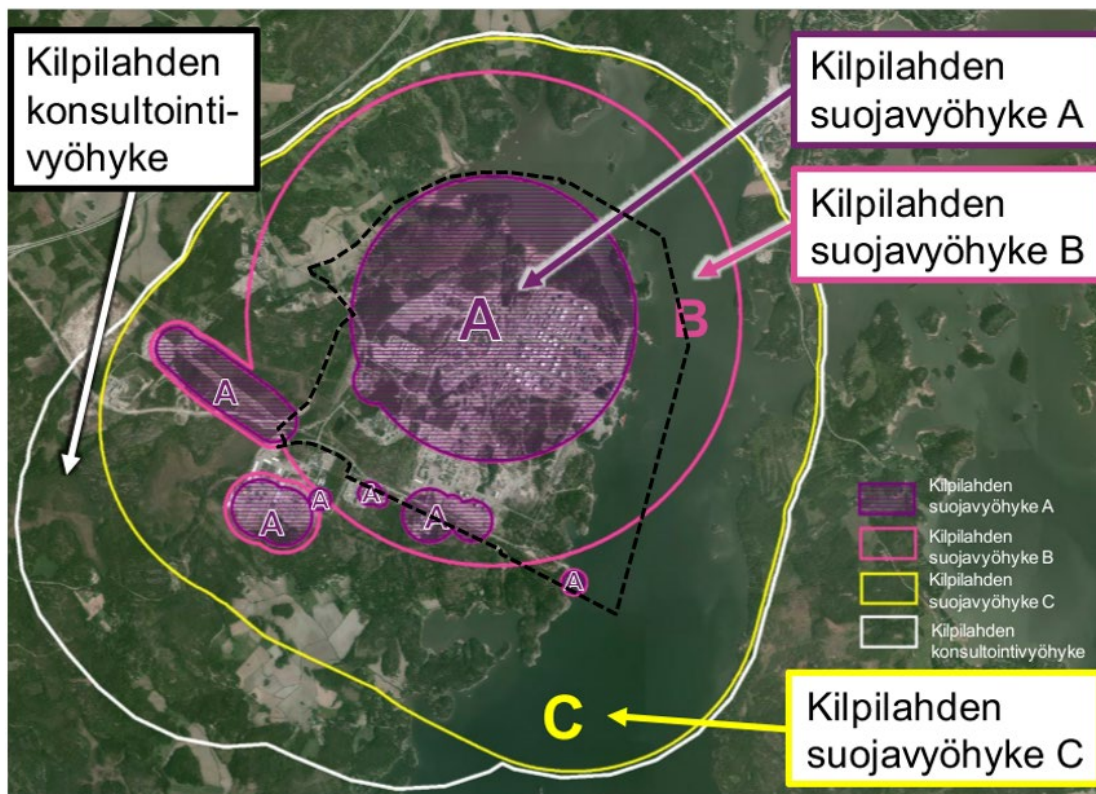 Kilpilahden
konsultointi-
vyöhyke
Kilpilahden
suojavyöhyke A
Kilpilahden
suojavyöhyke B
A
B
A
A
A
A
A
A
Kilpilahden
suojavyöhyke A
Kilpilahden
suojavyöhyke B
Kilpilahden
suojavyöhyke C
Kilpilahden
konsultointivyöhyke
C
Kilpilahden
suojavyöhyke C